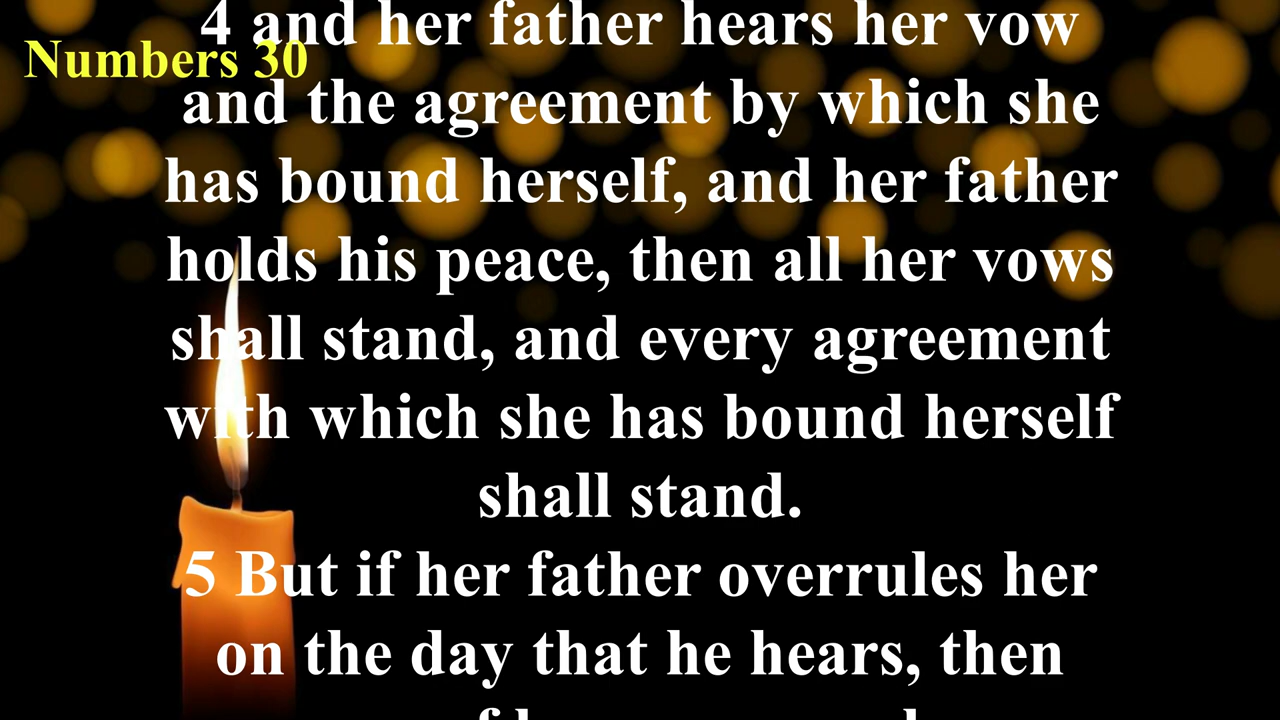 4 and her father hears her vow
Numbers 30
and the agreement by which she
has bound herself, and her father
holds his peace, then all her vows
shall stand, and every agreement
with which she has bound herself
shall stand.
5 But if her father overrules her
on the day that he hears, then